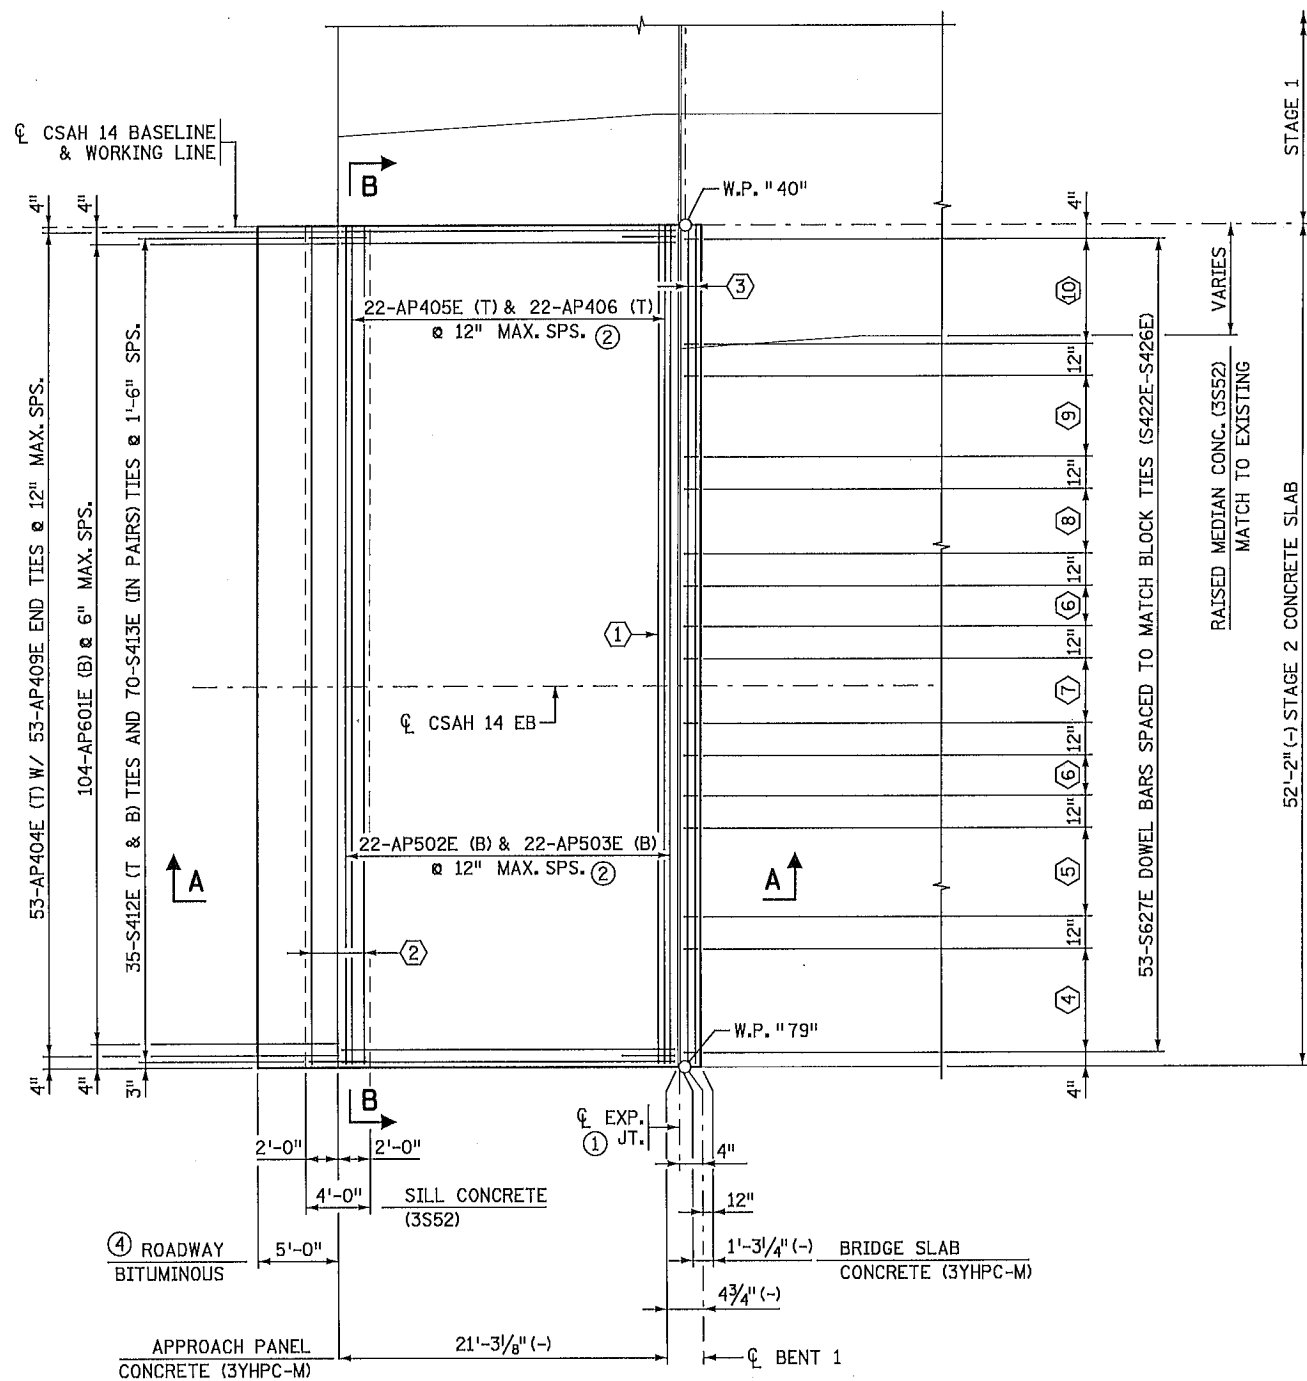 STAGE 1
℄ CSAH 14 BASELINE
& WORKING LINE
B
W.P. "40"
4"
4"
4"
3
10
VARIES
22-AP405E (T) & 22-AP406 (T)
@ 12" MAX. SPS. 2
12"
9
12"
8
12"
6
12"
7
12"
6
12"
5
12"
4
4"
1
℄ CSAH 14 EB
22-AP502E (B) & 22-AP503E (B)
@ 12" MAX. SPS. 2
A
A
2
53-AP404E (T) W/ 53-AP409E END TIES @ 12" MAX. SPS.
104-AP601E (B) @ 6" MAX. SPS.
35-S412E (T & B) TIES AND 70-S413E (IN PAIRS) TIES @ 1'-6" SPS.
53-S627E DOWEL BARS SPACED TO MATCH BLOCK TIES (S422E-S426E)
RAISED MEDIAN CONC. (3S52)
MATCH TO EXISTING
52'-2" (-) STAGE 2 CONCRETE SLAB
W.P. "79"
4"
4"
3"
B
℄ EXP.
1 JT.
2'-0"
2'-0"
4"
4'-0"
SILL CONCRETE
(3S52)
12"
4 ROADWAY
BITUMINOUS
5'-0"
1'-3 1/4" (-)
BRIDGE SLAB
CONCRETE (3YHPC-M)
4 3/4" (-)
APPROACH PANEL
CONCRETE (3YHPC-M)
21'-3 1/8" (-)
℄ BENT 1